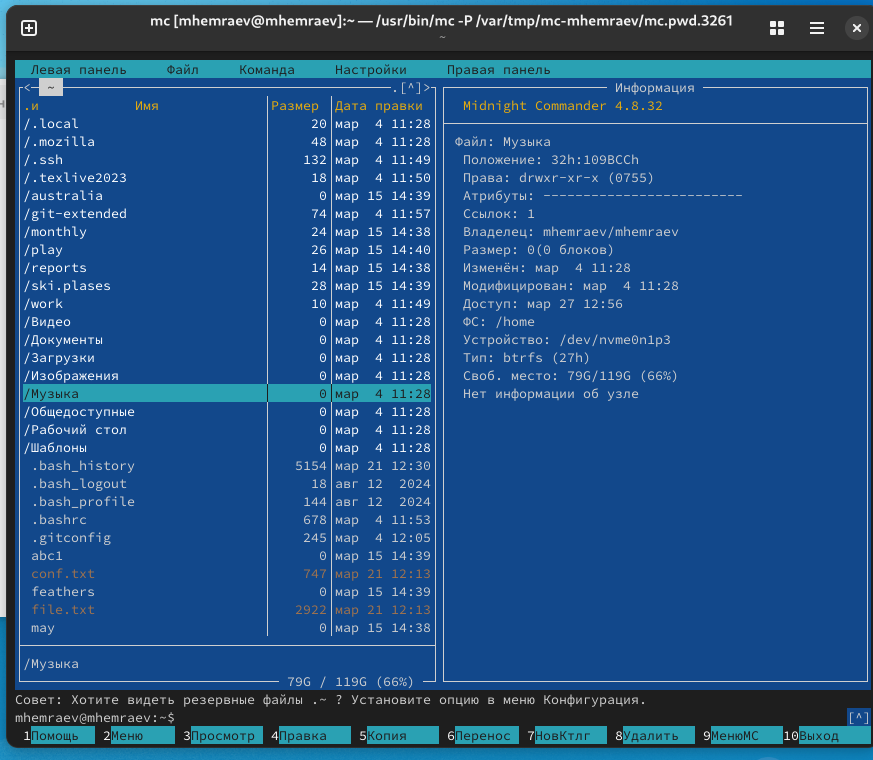 mc [mhemraev@mhemraev]:~ — /usr/bin/mc -P /var/tmp/mc-mhemraev/mc.pwd.3261
~
Левая панель Файл Команда Настройки Правая панель
<— ~ .[^]> Информация
.и Имя Размер Дата правки
Midnight Commander 4.8.32
/.local 20 мар 4 11:28
/.mozilla 48 мар 4 11:28
/.ssh 132 мар 4 11:49
/.texlive2023 18 мар 4 11:50
/australia 0 мар 15 14:39
/git-extended 74 мар 4 11:57
/monthly 24 мар 15 14:38
/play 26 мар 15 14:40
/reports 14 мар 15 14:38
/ski.plases 28 мар 15 14:39
/work 10 мар 4 11:49
/Видео 0 мар 4 11:28
/Документы 0 мар 4 11:28
/Загрузки 0 мар 4 11:28
/Изображения 0 мар 4 11:28
/Музыка 0 мар 4 11:28
/Общедоступные 0 мар 4 11:28
/Рабочий стол 0 мар 4 11:28
/Шаблоны 0 мар 4 11:28
.bash_history 5154 мар 21 12:30
.bash_logout 18 авг 12 2024
.bash_profile 144 авг 12 2024
.bashrc 678 мар 4 11:53
.gitconfig 245 мар 4 12:05
abc1 0 мар 15 14:39
conf.txt 747 мар 21 12:13
feathers 0 мар 15 14:39
file.txt 2922 мар 21 12:13
may 0 мар 15 14:38
/Музыка
79G / 119G (66%)
Файл: Музыка
Положение: 32h:109BCCh
Права: drwxr-xr-x (0755)
Атрибуты: -------------------------
Ссылок: 1
Владелец: mhemraev/mhemraev
Размер: 0(0 блоков)
Изменён: мар 4 11:28
Модифицирован: мар 4 11:28
Доступ: мар 27 12:56
ФС: /home
Устройство: /dev/nvme0n1p3
Тип: btrfs (27h)
Своб. место: 79G/119G (66%)
Нет информации об узле
Совет: Хотите видеть резервные файлы .~ ? Установите опцию в меню Конфигурация.
mhemraev@mhemraev:~$ [^]
1Помощь 2Меню 3Просмотр 4Правка 5Копия 6Перенос 7НовКтлг 8Удалить 9МенюMC 10Выход